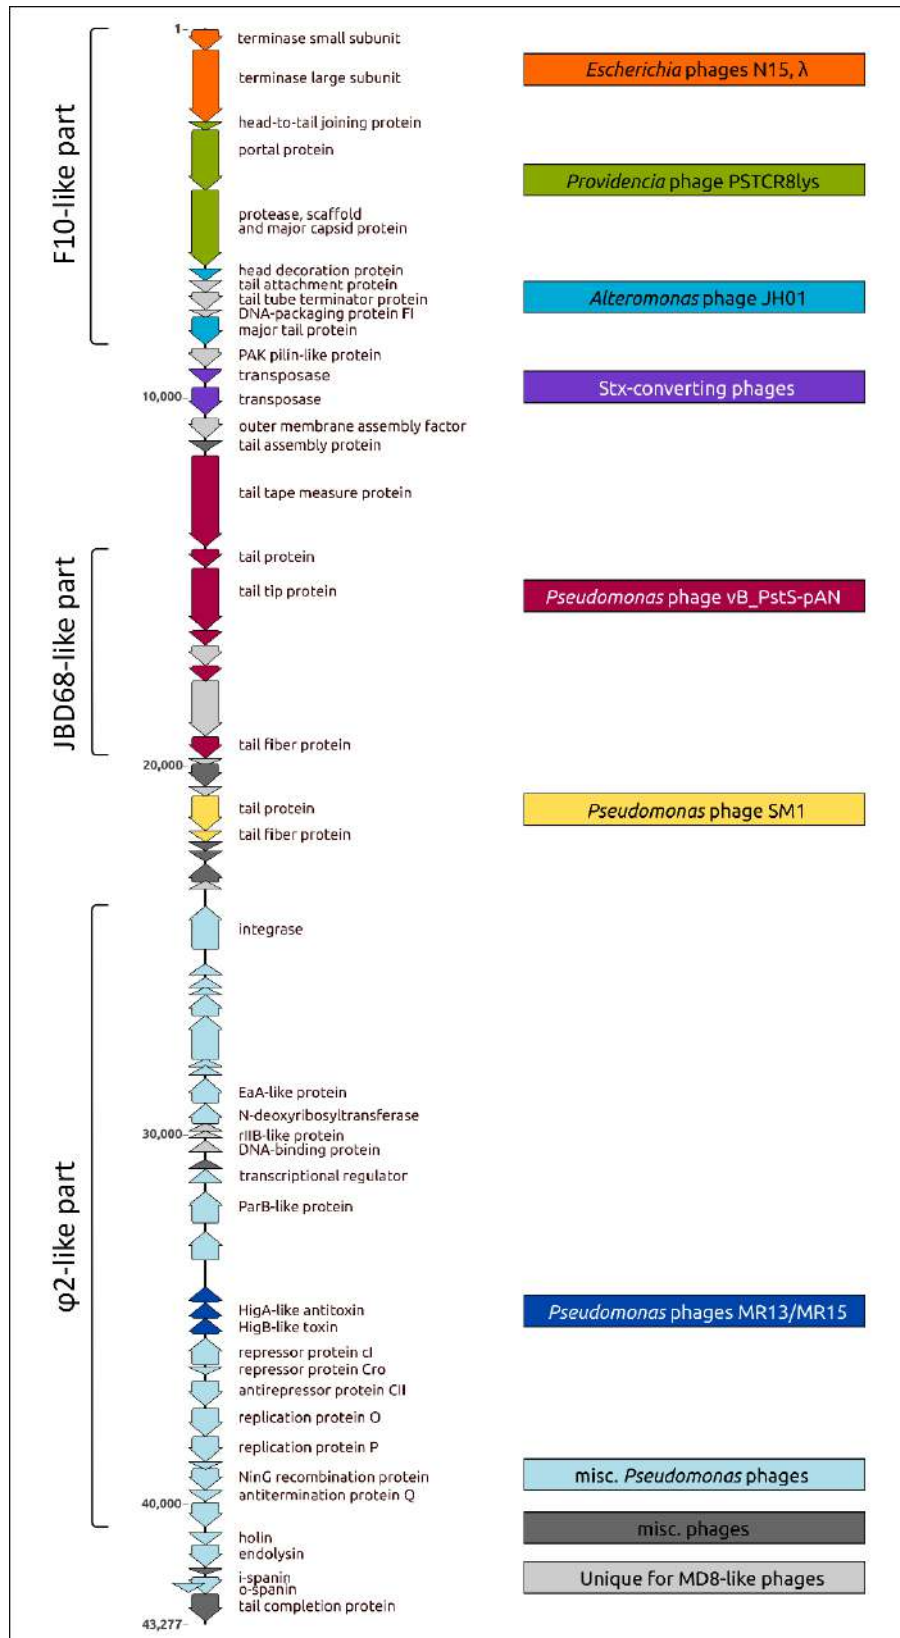 1
terminase small subunit
terminase large subunit
head-to-tail joining protein
portal protein
protease, scaffold
and major capsid protein
head decoration protein
tail attachment protein
tail tube terminator protein
DNA-packaging protein FI
major tail protein
PAK pilin-like protein
transposase
10,000
transposase
outer membrane assembly factor
tail assembly protein
tail tape measure protein
tail protein
tail tip protein
tail fiber protein
20,000
tail protein
tail fiber protein
integrase
EaA-like protein
N-deoxyribosyltransferase
30,000
rIIB-like protein
DNA-binding protein
transcriptional regulator
ParB-like protein
HigA-like antitoxin
HigB-like toxin
repressor protein cI
repressor protein Cro
antirepressor protein CII
replication protein O
replication protein P
NinG recombination protein
antitermination protein Q
40,000
holin
endolysin
i-spanin
o-spanin
tail completion protein
43,277
F10-like part
JBD68-like part
φ2-like part
Escherichia phages N15, λ
Providencia phage PSTCR8lys
Alteromonas phage JH01
Stx-converting phages
Pseudomonas phage vB_PstS-pAN
Pseudomonas phage SM1
Pseudomonas phages MR13/MR15
misc. Pseudomonas phages
misc. phages
Unique for MD8-like phages